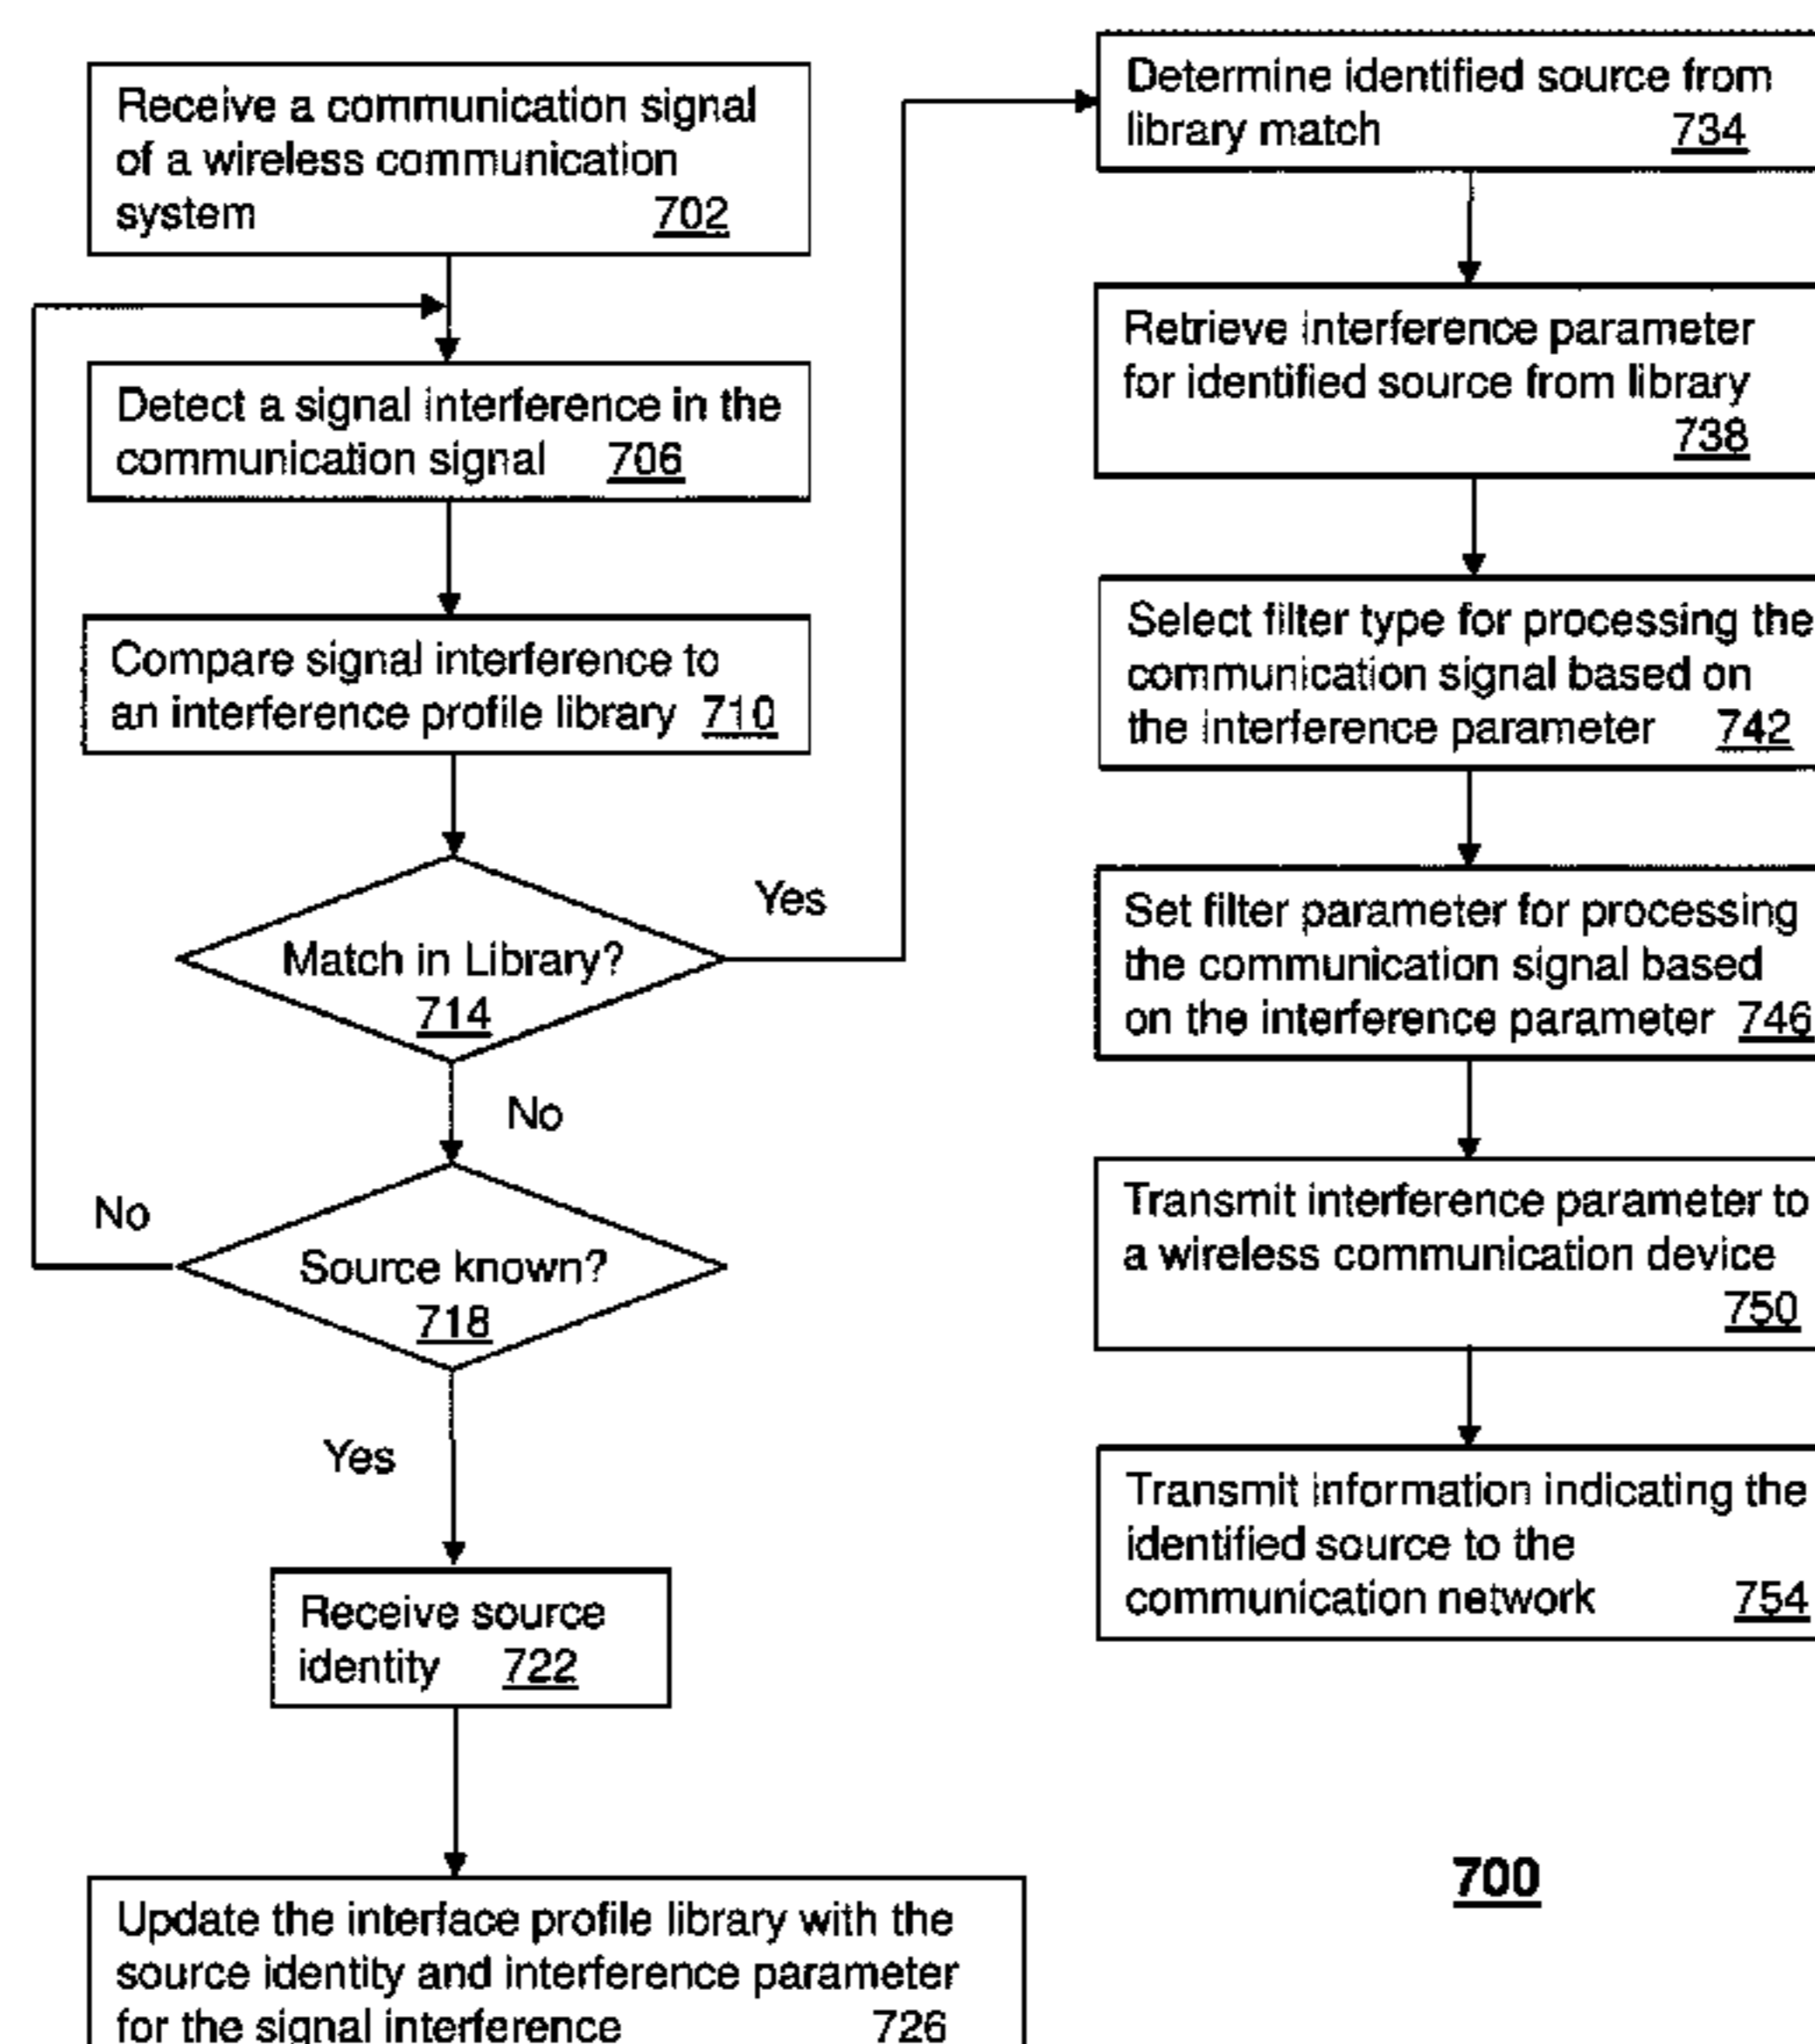 Receive a communication signal
of a wireless communication
system 702
Detect a signal interference in the
communication signal 706
Compare signal interference to
an interference profile library 710
Match in Library?
714
Yes
No
Source known?
718
No
Yes
Receive source
identity 722
Update the interface profile library with the
source identity and interference parameter
for the signal interference 726
Determine identified source from
library match 734
Retrieve interference parameter
for identified source from library
738
Select filter type for processing the
communication signal based on
the interference parameter 742
Set filter parameter for processing
the communication signal based
on the interference parameter 746
Transmit interference parameter to
a wireless communication device
750
Transmit information indicating the
identified source to the
communication network 754
700